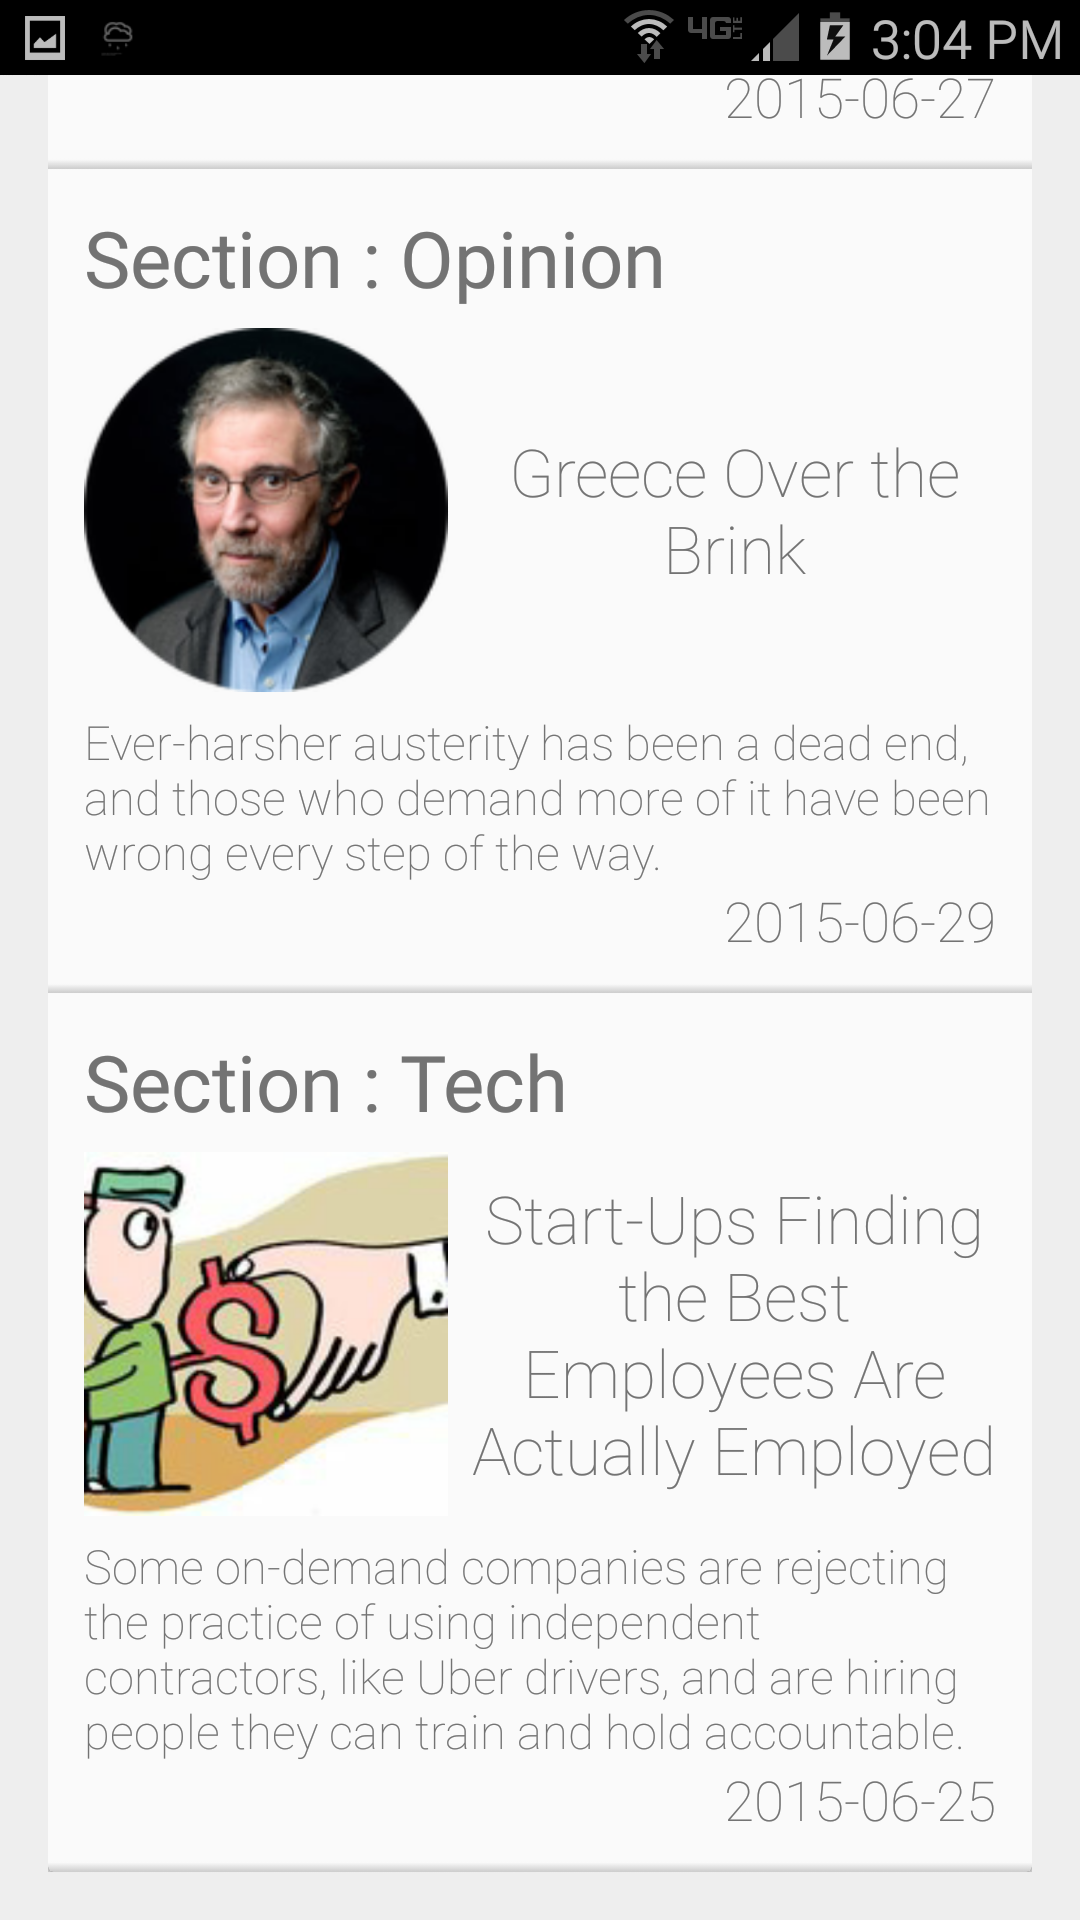 4G LTE 3:04 PM
2015-06-27
Section : Opinion
Greece Over the
Brink
Ever-harsher austerity has been a dead end,
and those who demand more of it have been
wrong every step of the way.
2015-06-29
Section : Tech
Start-Ups Finding
the Best
Employees Are
Actually Employed
Some on-demand companies are rejecting
the practice of using independent
contractors, like Uber drivers, and are hiring
people they can train and hold accountable.
2015-06-25